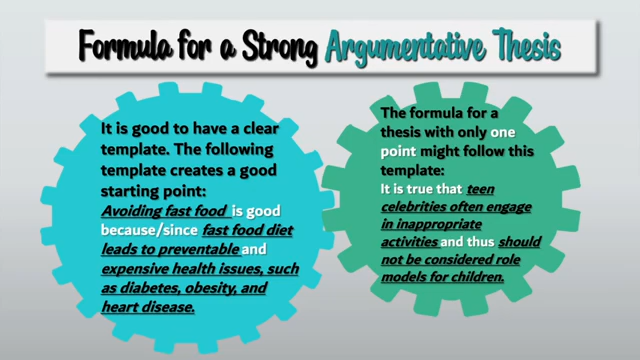 Formula for a Strong Argumentative Thesis
It is good to have a clear
template. The following
template creates a good
starting point:
Avoiding fast food is good
because/since fast food diet
leads to preventable and
expensive health issues, such
as diabetes, obesity, and
heart disease.
The formula for a
thesis with only one
point might follow this
template:
It is true that teen
celebrities often engage
in inappropriate
activities and thus should
not be considered role
models for children.